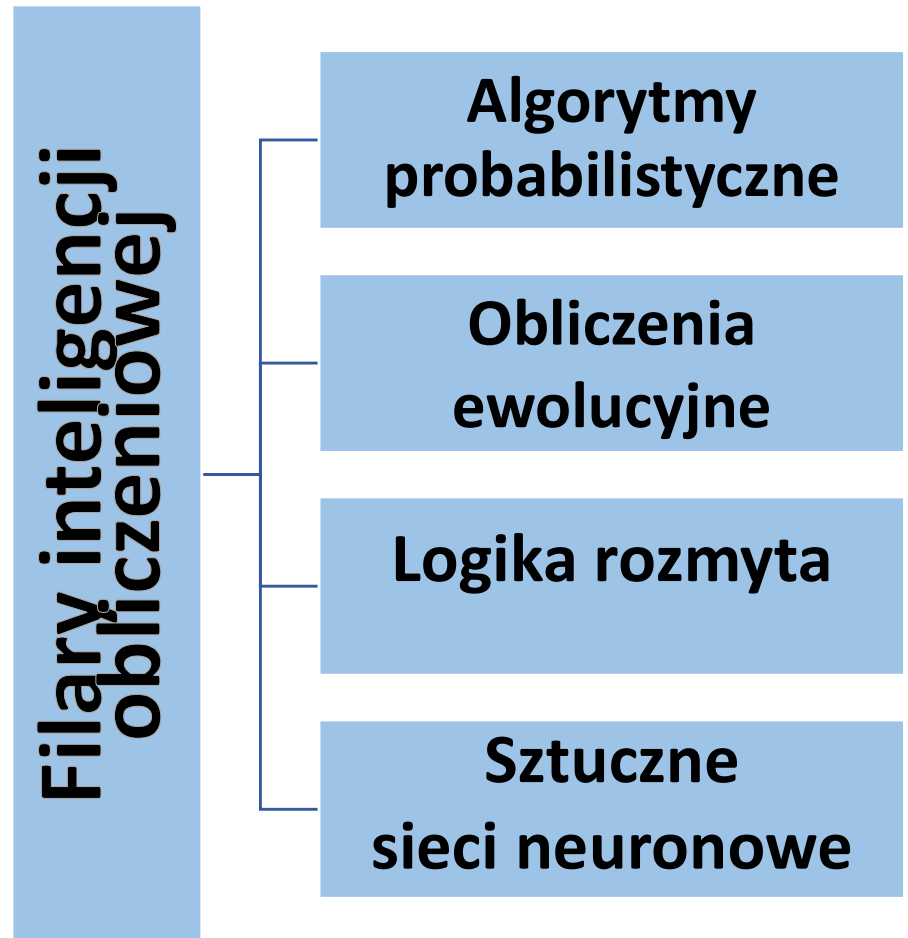 Filary inteligencji
obliczeniowej
Algorytmy
probabilistyczne
Obliczenia
ewolucyjne
Logika rozmyta
Sztuczne
sieci neuronowe